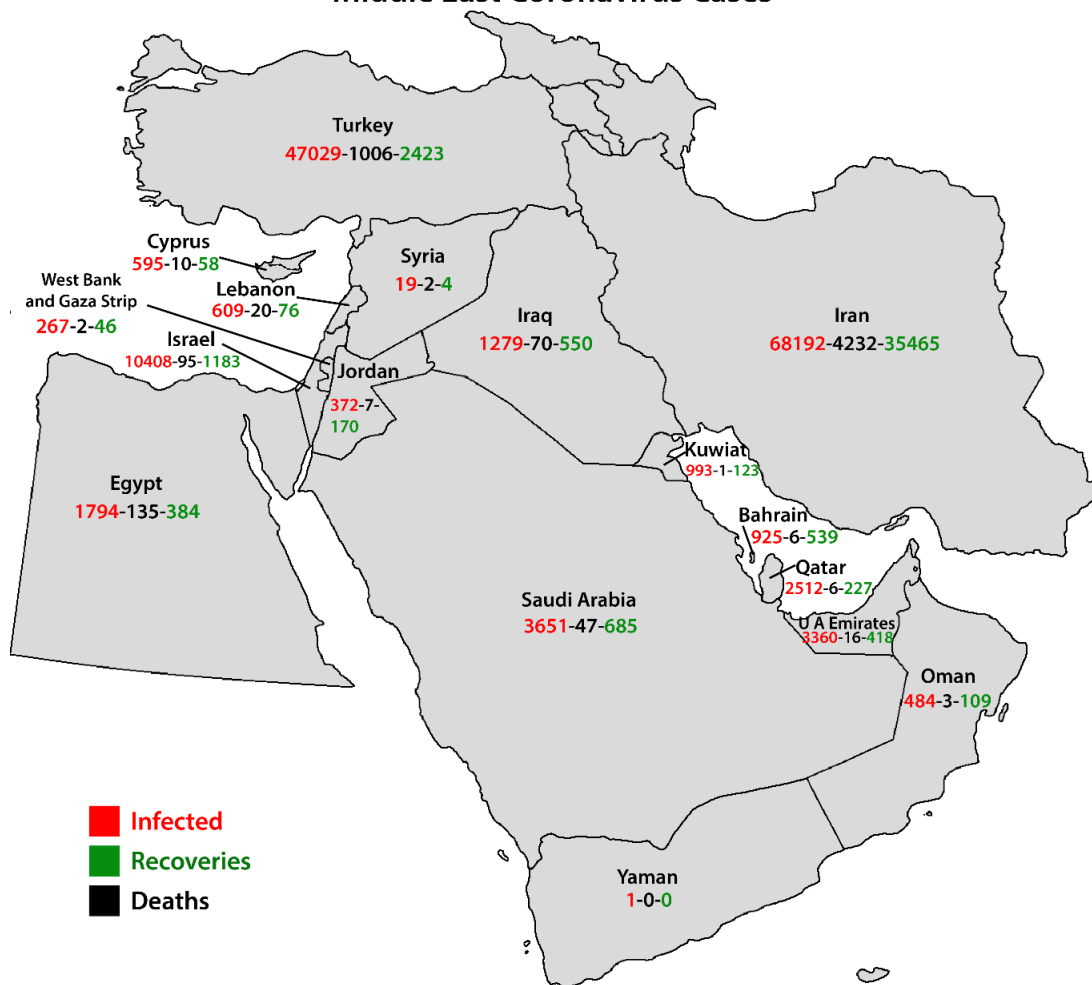 Middle East Coronavirus Cases
Turkey
47029-1006-2423
Cyprus
595-10-58
Syria
19-2-4
West Bank
and Gaza Strip
267-2-46
Lebanon
609-20-76
Israel
10408-95-1183
Iraq
1279-70-550
Iran
68192-4232-35465
Jordan
372-7-
170
Kuwiat
993-1-123
Egypt
1794-135-384
Bahrain
925-6-539
Qatar
2512-6-227
Saudi Arabia
3651-47-685
U A Emirates
3360-16-418
Oman
484-3-109
Infected
Recoveries
Deaths
Yaman
1-0-0